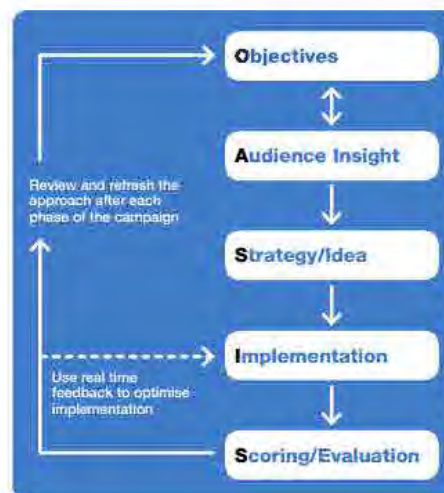 Objectives
Audience Insight
Review and refresh the
approach after each
phase of the campaign
Strategy/Idea
Implementation
Use real time
feedback to optimise
implementation
Scoring/Evaluation